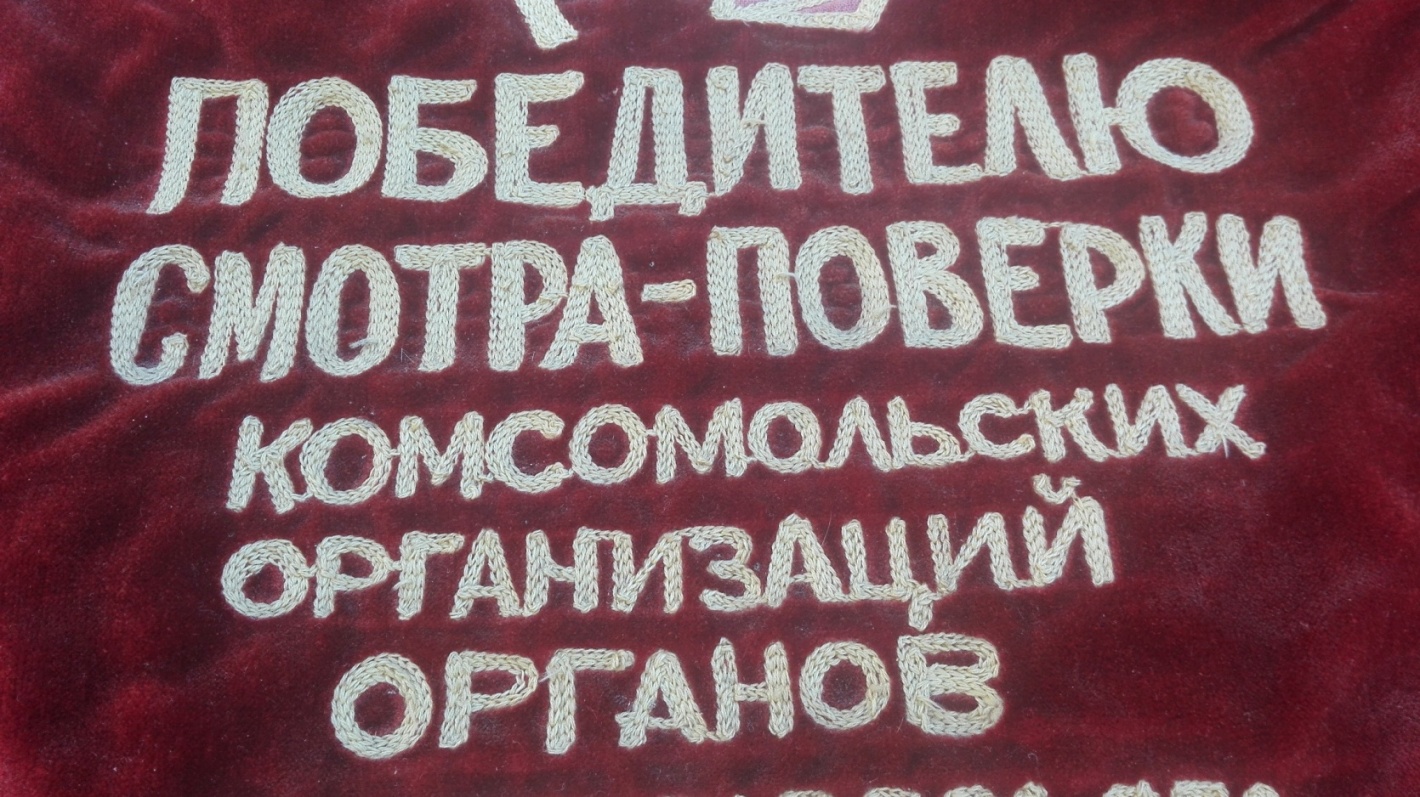 ПОБЕДИТЕЛЮ
СМОТРА-ПОВЕРКИ
КОМСОМОЛЬСКИХ
ОРГАНИЗАЦИЙ
ОРГАНОВ